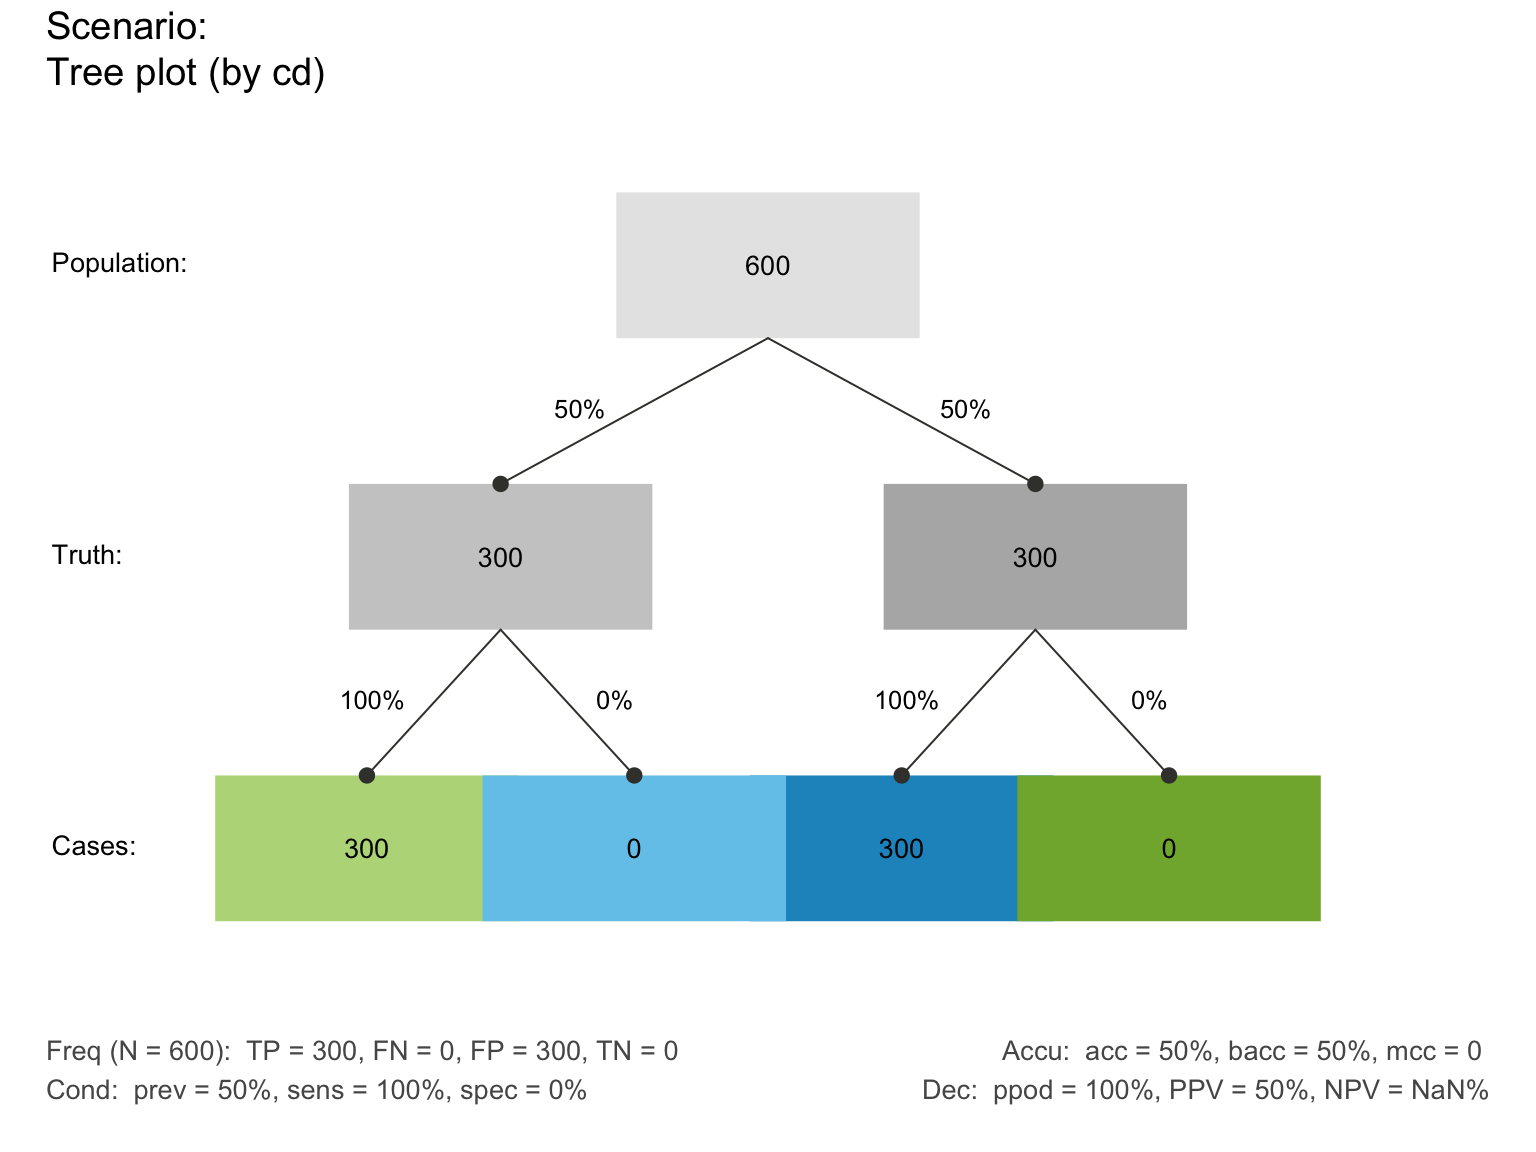 Scenario:
Tree plot (by cd)
Population:
600
50%
50%
Truth:
300
300
100%
0%
100%
0%
Cases:
300
0
300
0
Freq (N = 600):  TP = 300, FN = 0, FP = 300, TN = 0
Accu:  acc = 50%, bacc = 50%, mcc = 0
Cond:  prev = 50%, sens = 100%, spec = 0%
Dec:  ppod = 100%, PPV = 50%, NPV = NaN%